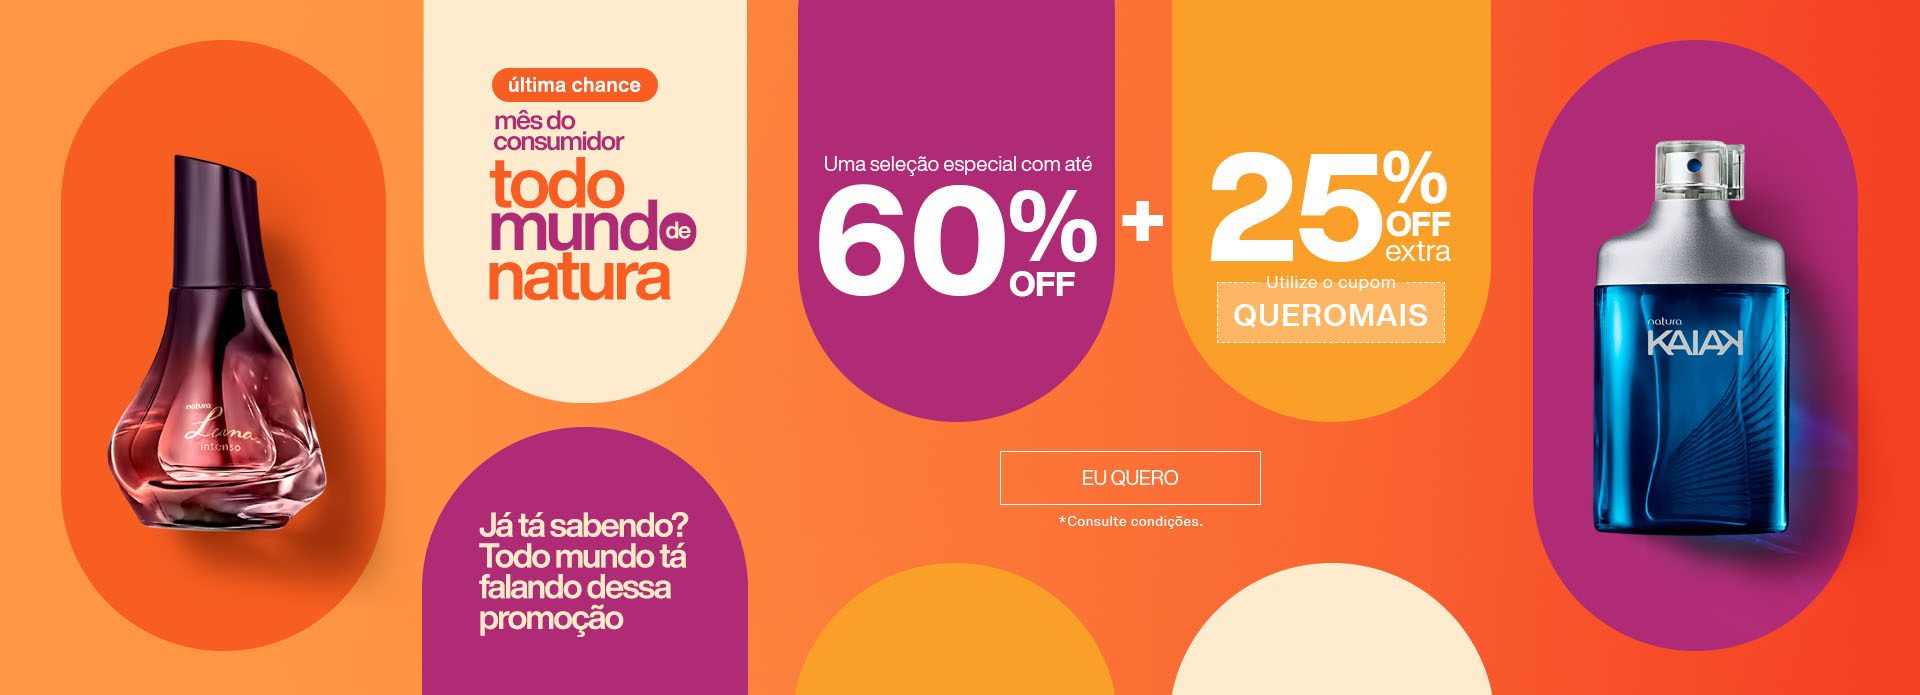 natura
Luna
intenso
última chance
mês do
consumidor
todo
mundo de
natura
Já tá sabendo?
Todo mundo tá
falando dessa
promoção
Uma seleção especial com até
60%
OFF
+
25%
OFF
extra
Utilize o cupom
QUEROMAIS
EU QUERO
*Consulte condições.
natura
KAIAK